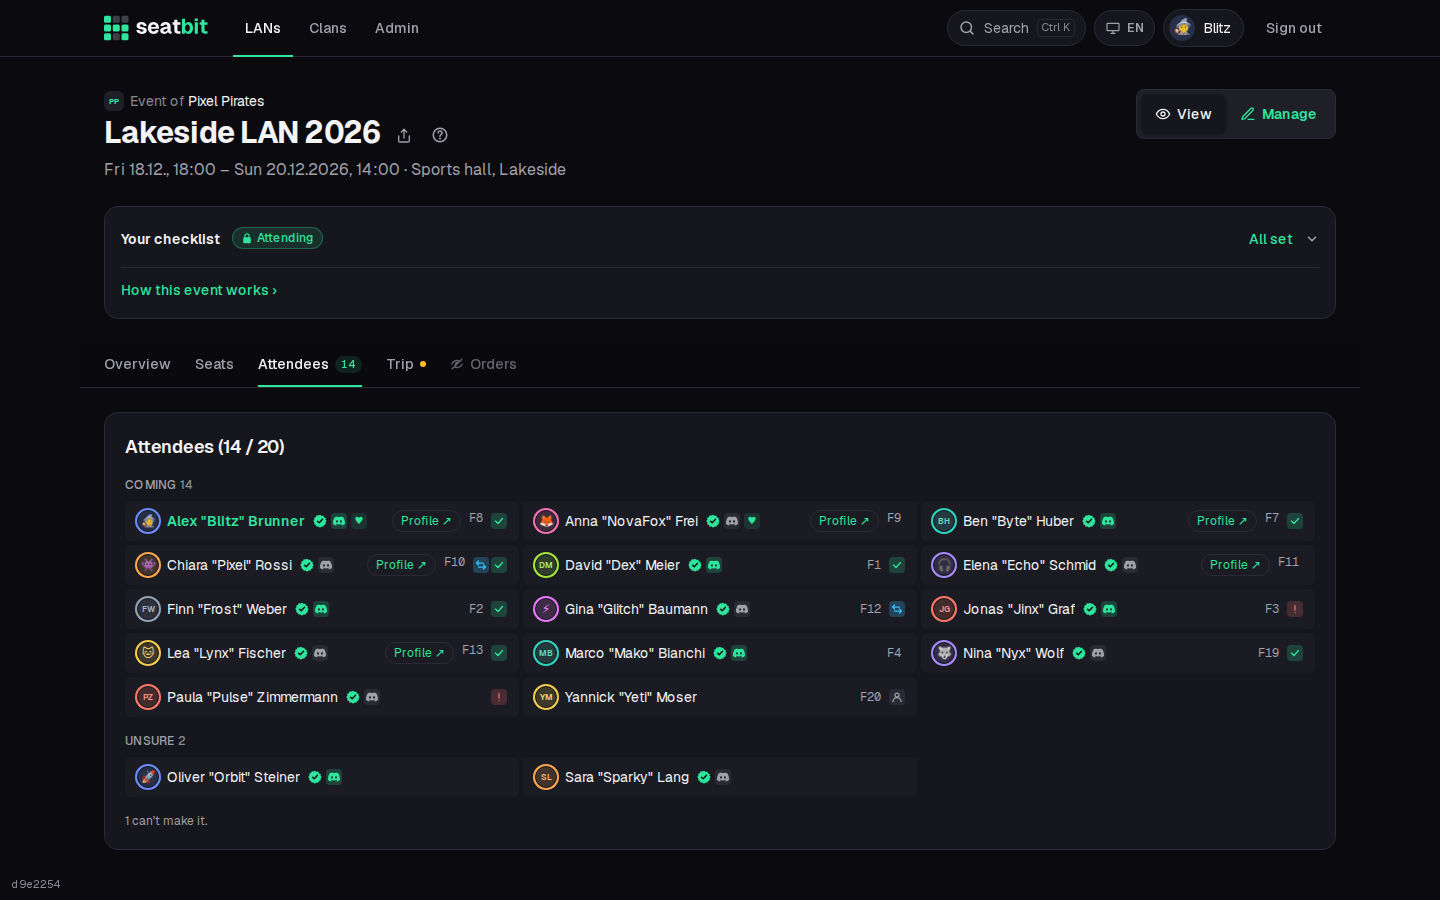 seatbit LANs Clans Admin Search Ctrl K EN Blitz Sign out
PP Event of Pixel Pirates
Lakeside LAN 2026
View Manage
Fri 18.12., 18:00 – Sun 20.12.2026, 14:00 · Sports hall, Lakeside
Your checklist Attending All set
How this event works ›
Overview Seats Attendees 14 Trip Orders
Attendees (14 / 20)
COMING 14
Alex "Blitz" Brunner Profile ↗ F8 Anna "NovaFox" Frei Profile ↗ F9 BH Ben "Byte" Huber Profile ↗ F7
Chiara "Pixel" Rossi Profile ↗ F10 DM David "Dex" Meier F1 Elena "Echo" Schmid Profile ↗ F11
FW Finn "Frost" Weber F2 Gina "Glitch" Baumann F12 JG Jonas "Jinx" Graf F3 !
Lea "Lynx" Fischer Profile ↗ F13 MB Marco "Mako" Bianchi F4 Nina "Nyx" Wolf F19
PZ Paula "Pulse" Zimmermann ! YM Yannick "Yeti" Moser F20
UNSURE 2
Oliver "Orbit" Steiner SL Sara "Sparky" Lang
1 can't make it.
d9e2254